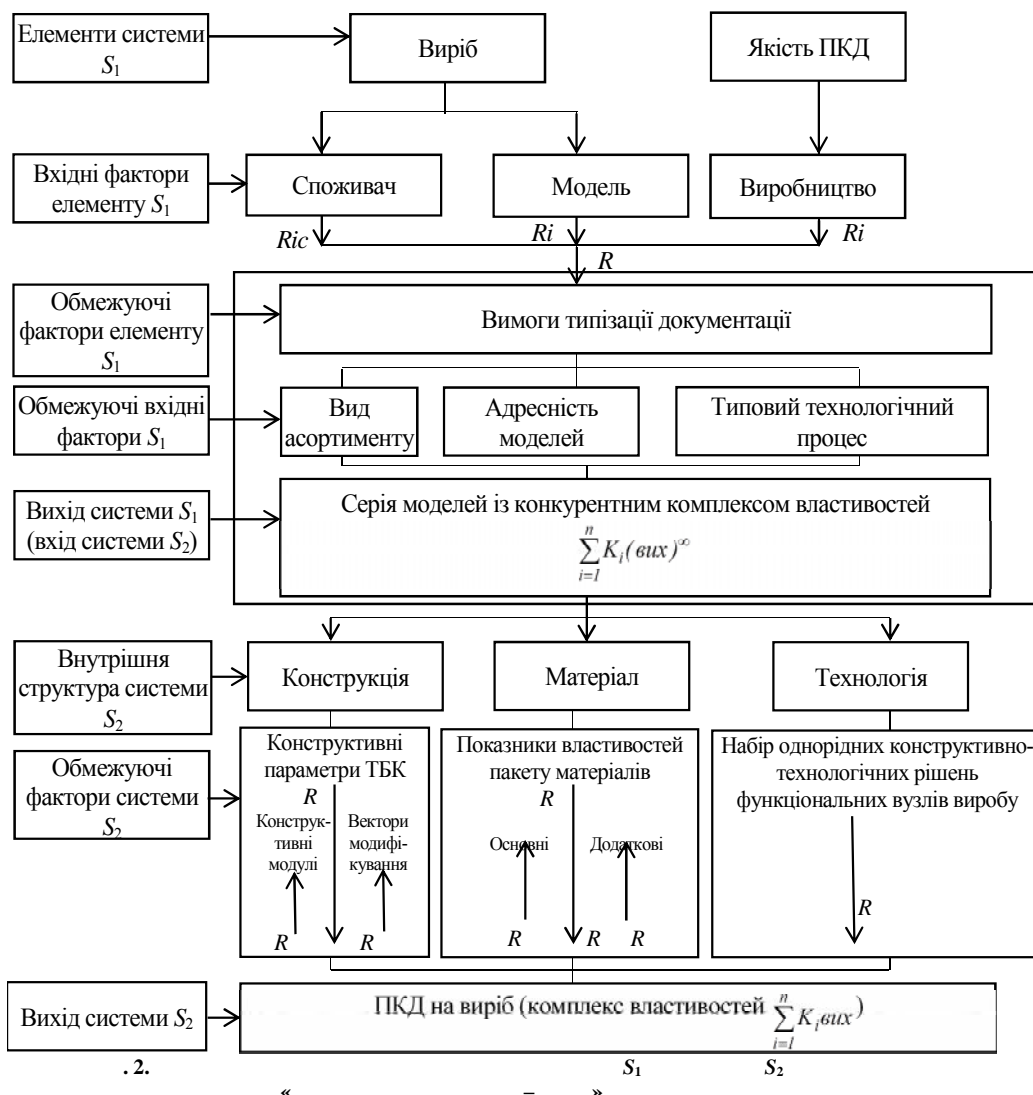 Елементи системи
S₁
Виріб
Якість ПКД
Вхідні фактори
елементу S₁
Споживач
Модель
Виробництво
Ric
Ri
Ri
R
Обмежуючі
фактори елементу
S₁
Вимоги типізації документації
Обмежуючі вхідні
фактори S₁
Вид
асортименту
Адресність
моделей
Типовий технологічний
процес
Вихід системи S₁
(вхід системи S₂)
Серія моделей із конкурентним комплексом властивостей
n
∑ Kᵢ(вих)^∞
i=1
Внутрішня
структура системи
S₂
Конструкція
Матеріал
Технологія
Обмежуючі
фактори системи
S₂
Конструктивні
параметри ТБК
R
Конструк-
тивні
модулі
Вектори
модифі-
кування
R
R
Показники властивостей
пакету матеріалів
R
Основні
Додаткові
R
R
R
Набір однорідних конструктивно-
технологічних рішень
функціональних вузлів виробу
R
Вихід системи S₂
ПКД на виріб (комплекс властивостей n ∑ i=1 Kᵢвих)
. 2. S₁ S₂
« – »